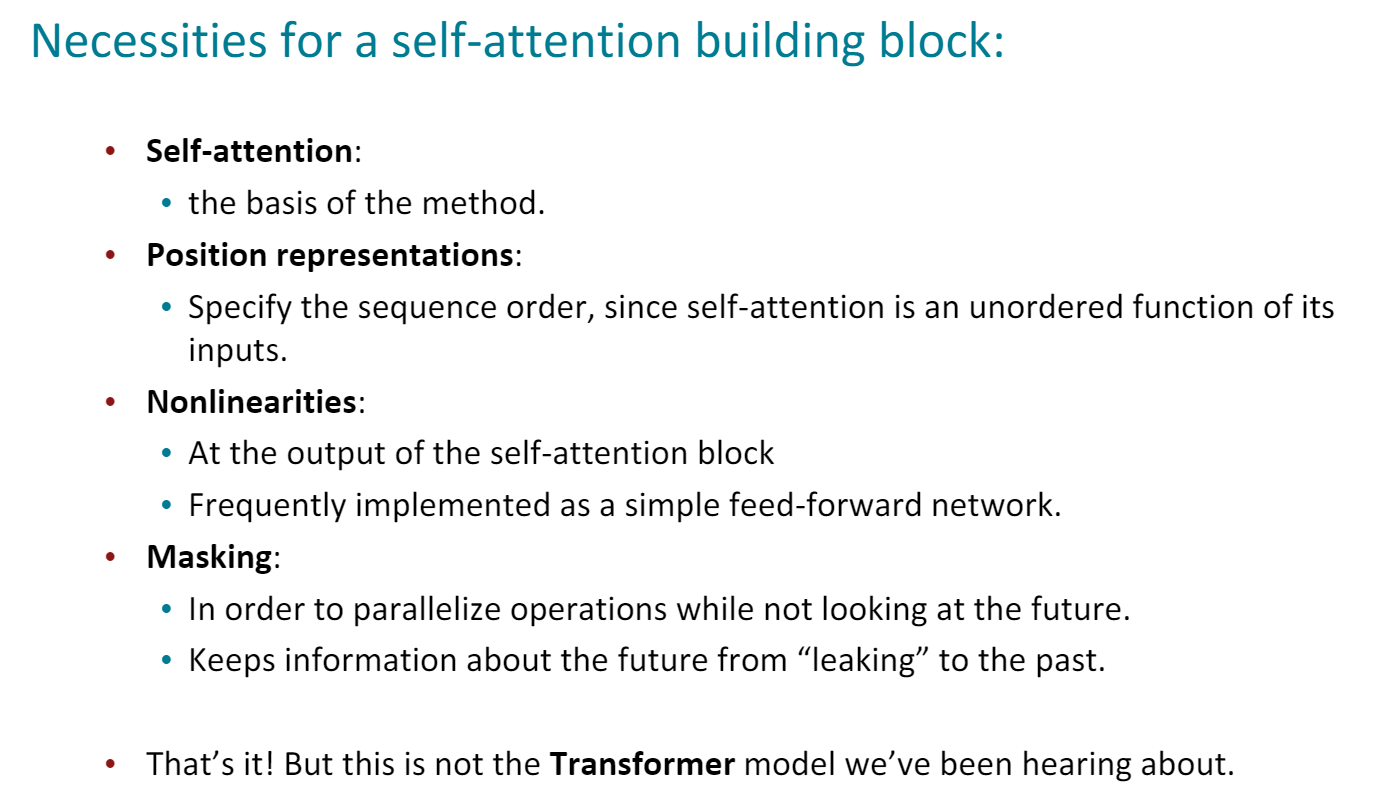 Necessities for a self-attention building block:
• Self-attention:
• the basis of the method.
• Position representations:
• Specify the sequence order, since self-attention is an unordered function of its
inputs.
• Nonlinearities:
• At the output of the self-attention block
• Frequently implemented as a simple feed-forward network.
• Masking:
• In order to parallelize operations while not looking at the future.
• Keeps information about the future from “leaking” to the past.
• That’s it! But this is not the Transformer model we’ve been hearing about.